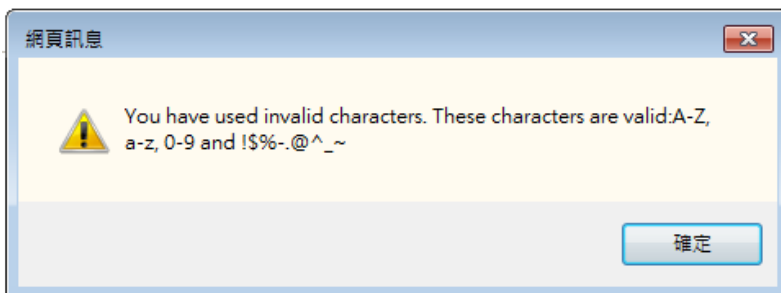 網頁訊息
You have used invalid characters. These characters are valid:A-Z,
a-z, 0-9 and !$%-.@^_~
確定